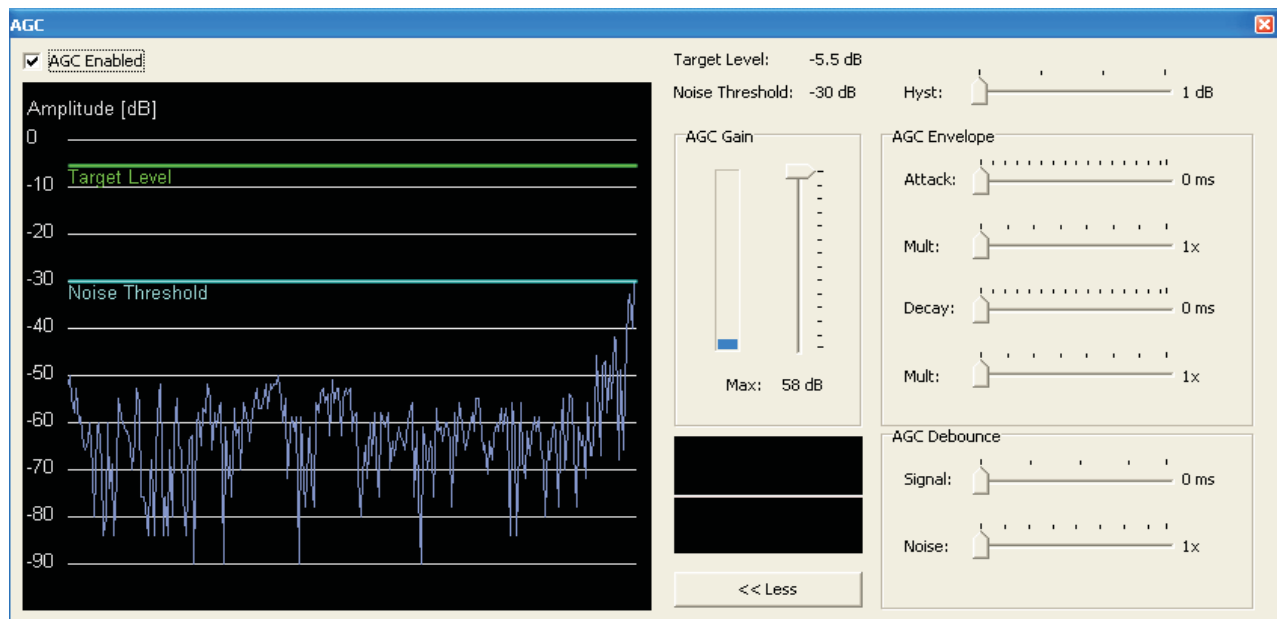 AGC
AGC Enabled
Amplitude [dB]
0
Target Level
-10
-20
-30
Noise Threshold
-40
-50
-60
-70
-80
-90
Target Level: -5.5 dB
Noise Threshold: -30 dB
Hyst: 1 dB
AGC Gain
Max: 58 dB
<< Less
AGC Envelope
Attack: 0 ms
Mult: 1x
Decay: 0 ms
Mult: 1x
AGC Debounce
Signal: 0 ms
Noise: 1x